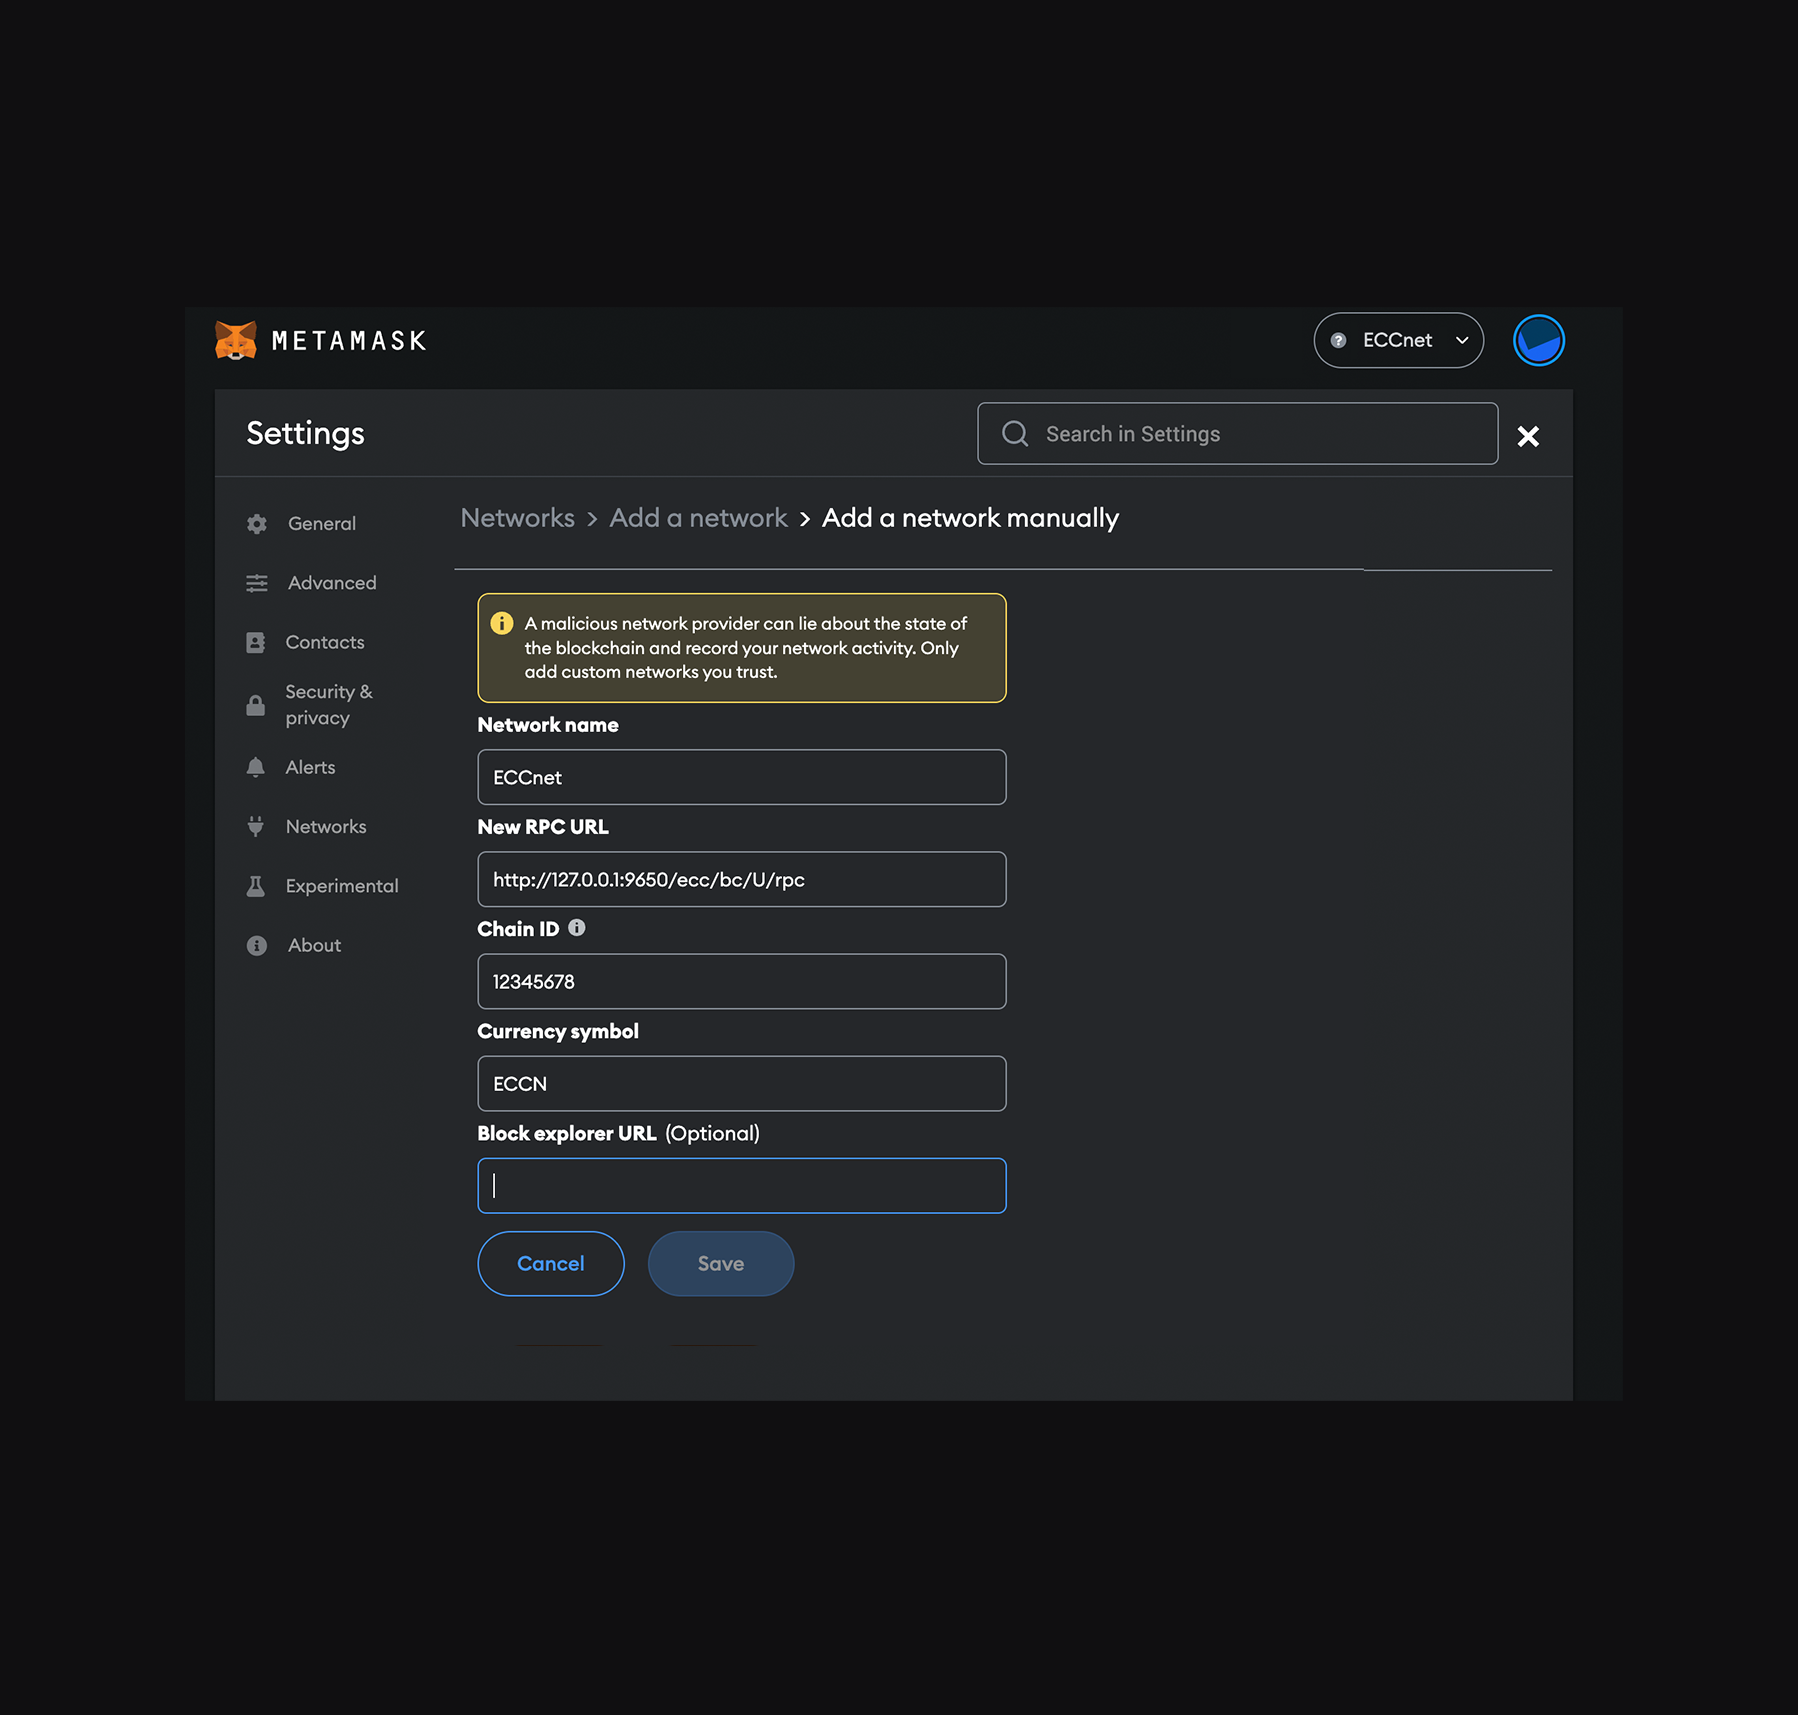 METAMASK
ECCnet
Settings
Search in Settings
General
Advanced
Contacts
Security &
privacy
Alerts
Networks
Experimental
About
Networks > Add a network > Add a network manually
A malicious network provider can lie about the state of
the blockchain and record your network activity. Only
add custom networks you trust.
Network name
ECCnet
New RPC URL
http://127.0.0.1:9650/ecc/bc/U/rpc
Chain ID
12345678
Currency symbol
ECCN
Block explorer URL (Optional)
Cancel
Save